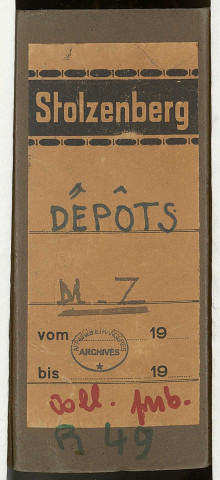 Stolzenberg
DÉPÔTS
M - Z
vom 19
ARCHIVES
bis 19
coll. pub.
R 49